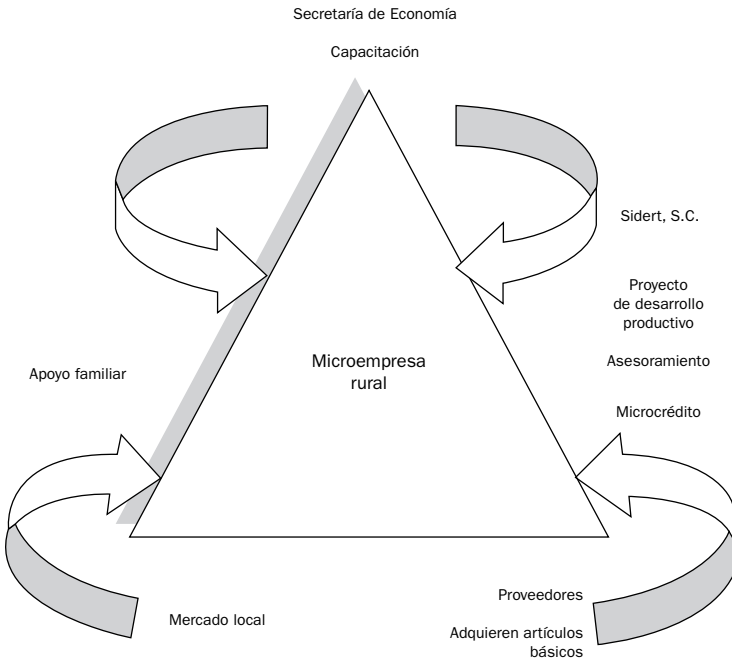 Secretaría de Economía
Capacitación
Sidert, S.C.
Proyecto
de desarrollo
productivo
Microempresa
rural
Asesoramiento
Apoyo familiar
Microcrédito
Proveedores
Mercado local
Adquieren artículos
básicos